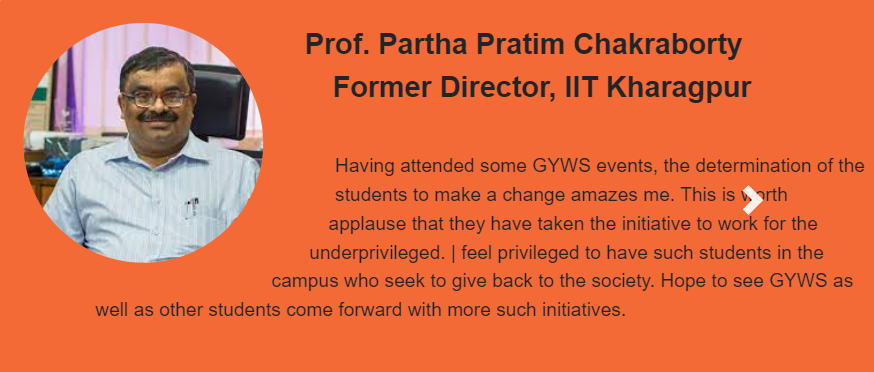 Prof. Partha Pratim Chakraborty
Former Director, IIT Kharagpur
Having attended some GYWS events, the determination of the
students to make a change amazes me. This is worth
applause that they have taken the initiative to work for the
underprivileged. | feel privileged to have such students in the
campus who seek to give back to the society. Hope to see GYWS as
well as other students come forward with more such initiatives.